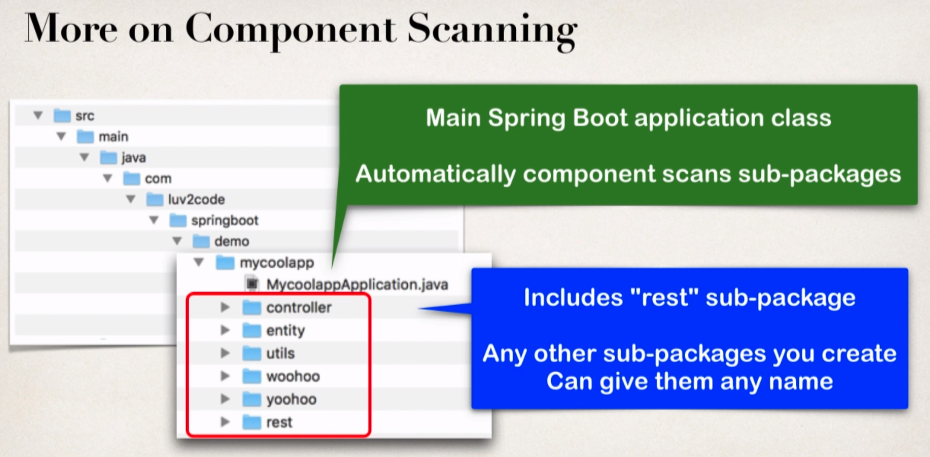 More on Component Scanning
src
main
java
com
luv2code
springboot
demo
mycoolapp
MycoolappApplication.java
controller
entity
utils
woohoo
yoohoo
rest
Main Spring Boot application class
Automatically component scans sub-packages
Includes "rest" sub-package
Any other sub-packages you create
Can give them any name